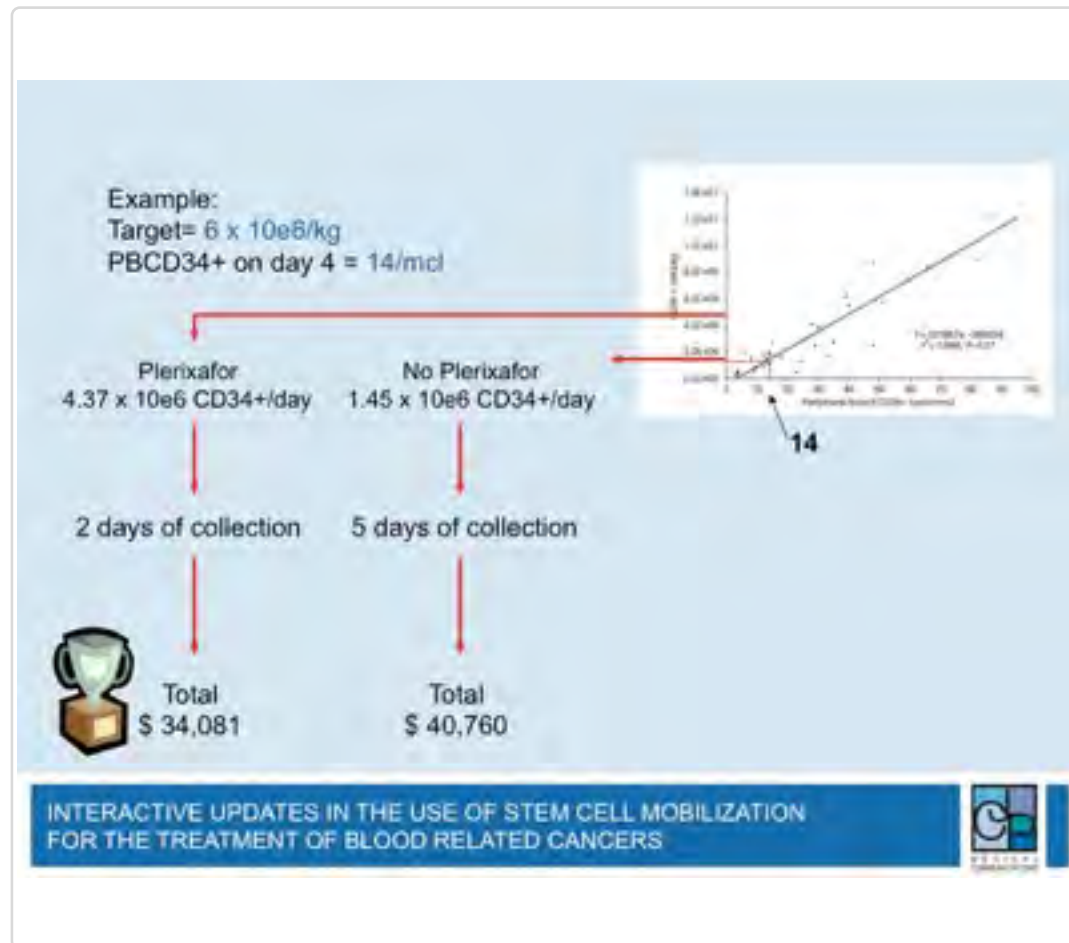 Example:
Target= 6 x 10e6/kg
PBCD34+ on day 4 = 14/mcl
Plerixafor
4.37 x 10e6 CD34+/day
No Plerixafor
1.45 x 10e6 CD34+/day
14
2 days of collection
5 days of collection
Total
$ 34,081
Total
$ 40,760
INTERACTIVE UPDATES IN THE USE OF STEM CELL MOBILIZATION
FOR THE TREATMENT OF BLOOD RELATED CANCERS